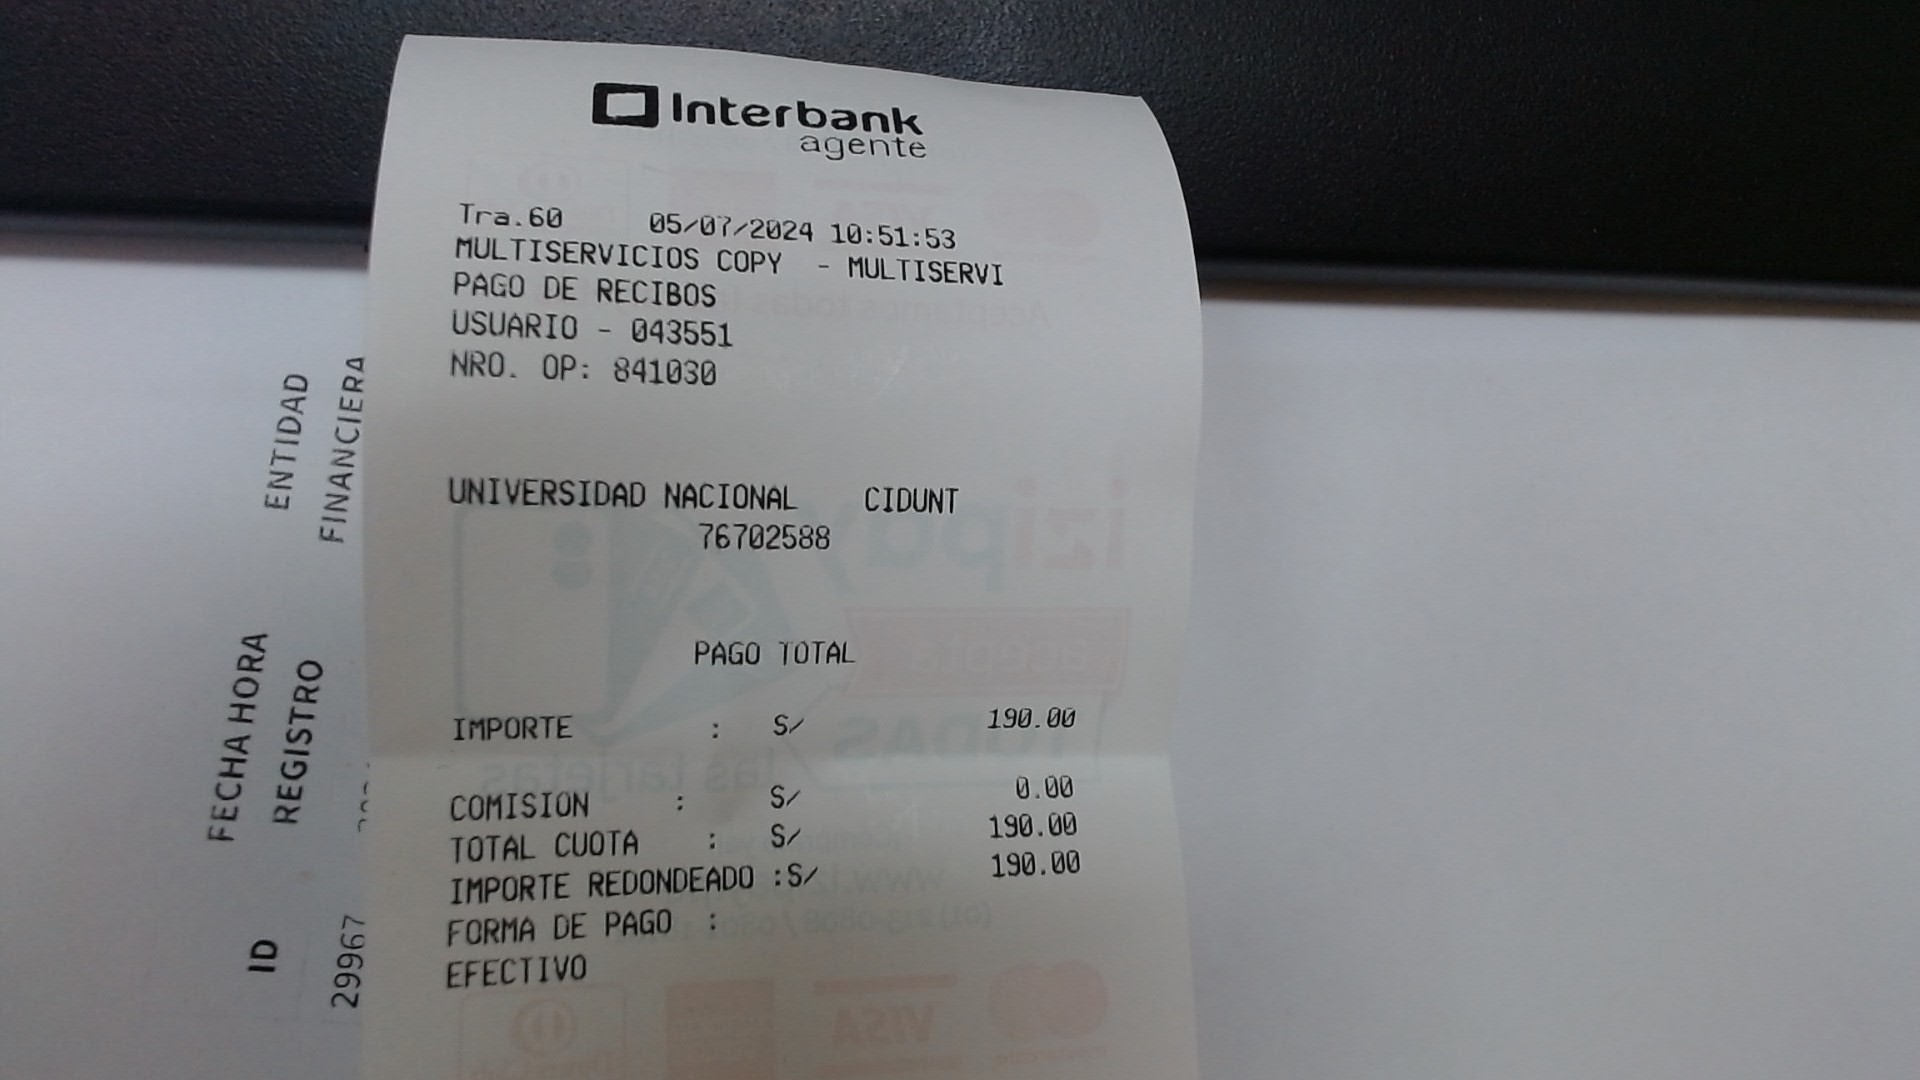 Interbank
agente
Tra.60 05/07/2024 10:51:53
MULTISERVICIOS COPY - MULTISERVI
PAGO DE RECIBOS
USUARIO - 043551
NRO. OP: 841030
UNIVERSIDAD NACIONAL CIDUNT
76702588
PAGO TOTAL
IMPORTE : S/ 190.00
COMISION : S/ 0.00
TOTAL CUOTA : S/ 190.00
IMPORTE REDONDEADO :S/ 190.00
FORMA DE PAGO :
EFECTIVO
ID
FECHA HORA
REGISTRO
ENTIDAD
FINANCIERA
29967